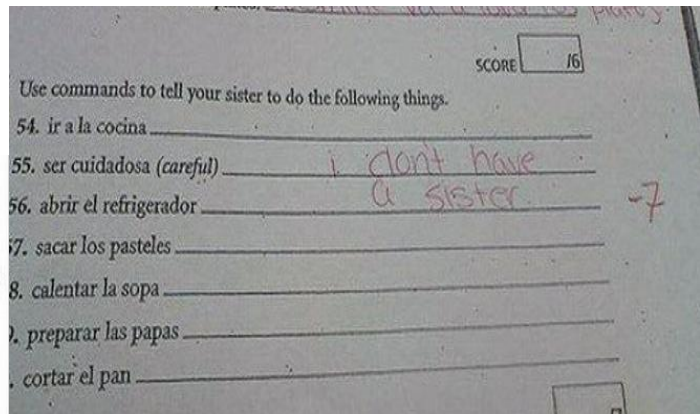 platos
SCORE /6
Use commands to tell your sister to do the following things.
54. ir a la cocina
55. ser cuidadosa (careful) i don't have
56. abrir el refrigerador a sister.
-7
7. sacar los pasteles
8. calentar la sopa
. preparar las papas
. cortar el pan